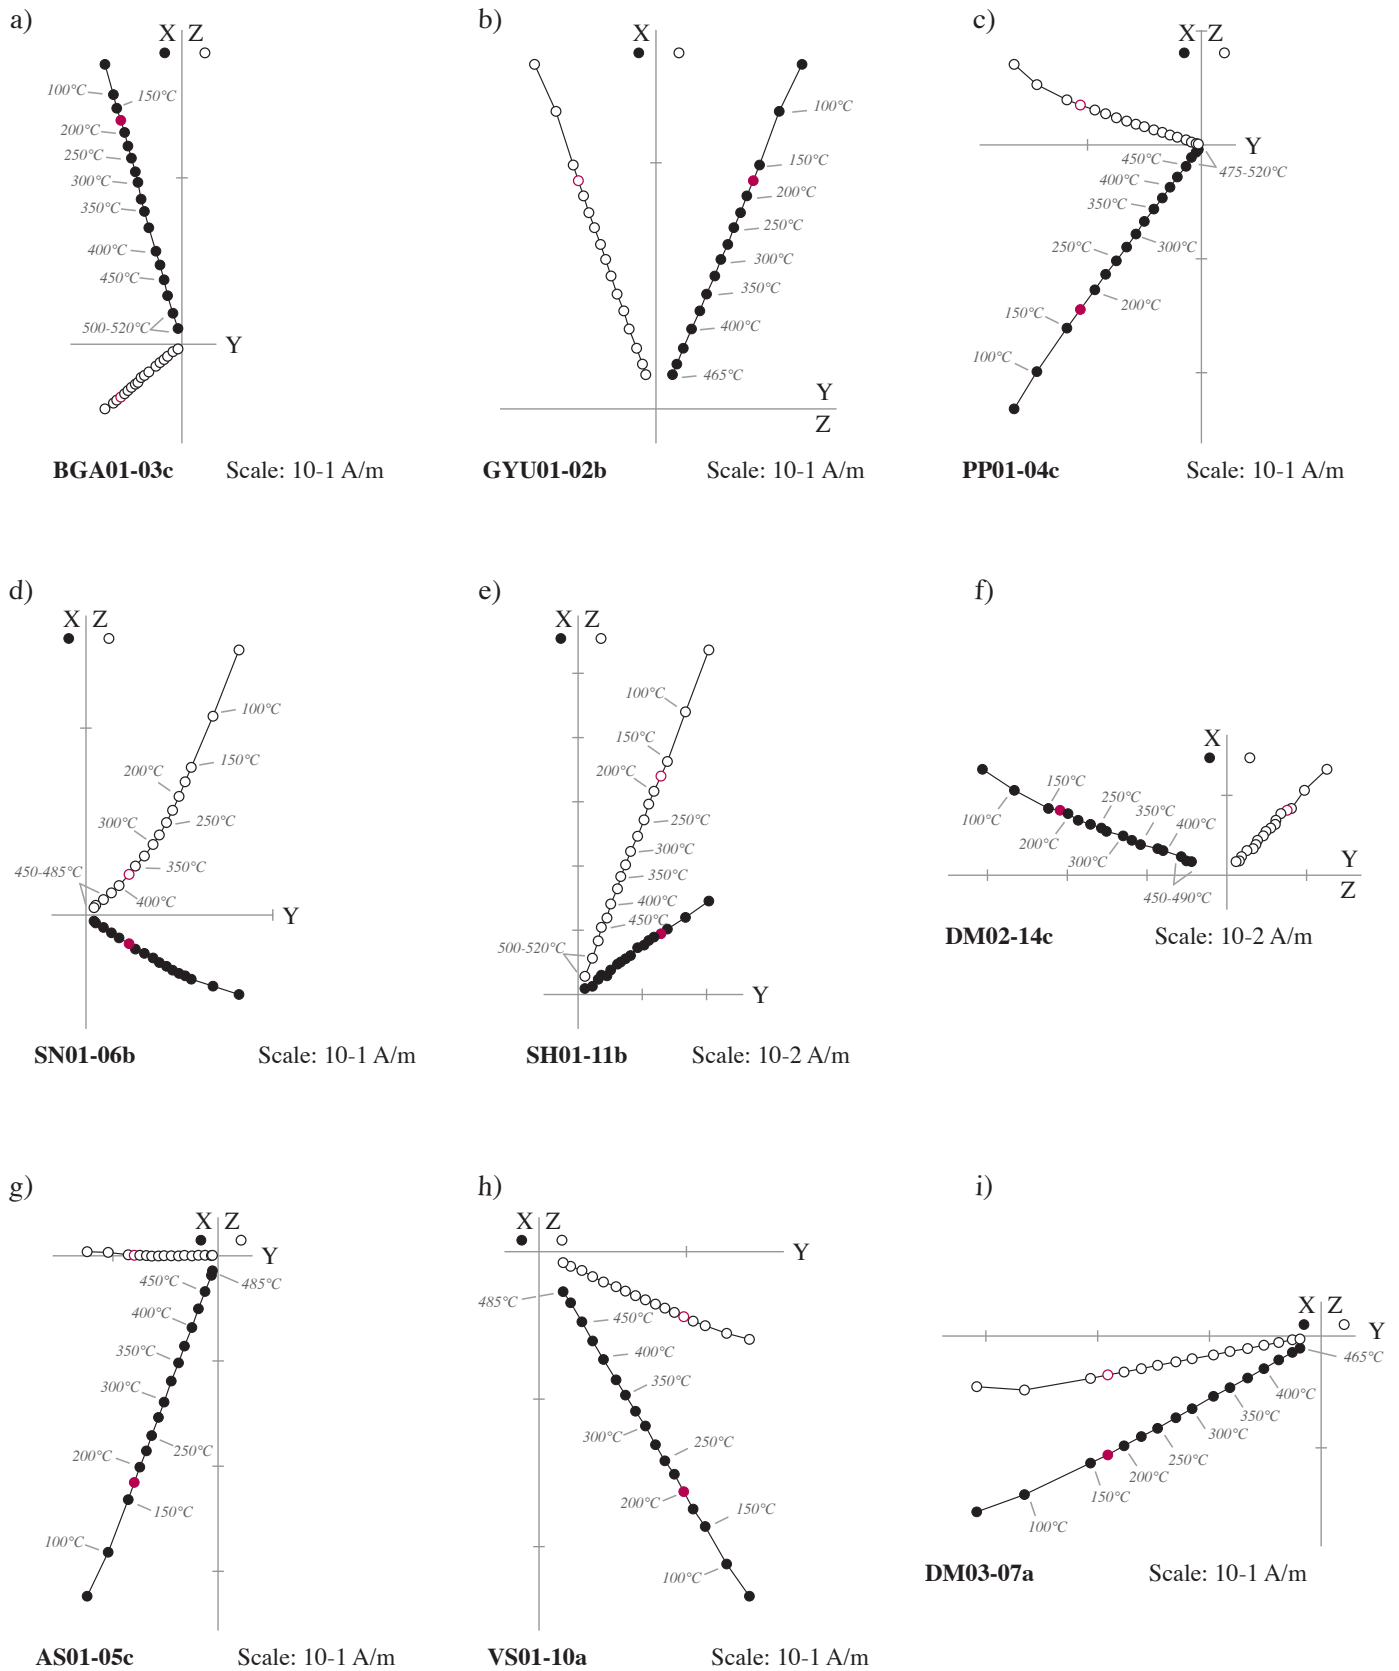 a)
X Z
100°C
150°C
200°C
250°C
300°C
350°C
400°C
450°C
500-520°C
Y
BGA01-03c Scale: 10-1 A/m
b)
X
100°C
150°C
200°C
250°C
300°C
350°C
400°C
465°C
Y
Z
GYU01-02b Scale: 10-1 A/m
c)
X Z
Y
450°C
475-520°C
400°C
350°C
300°C
250°C
200°C
150°C
100°C
PP01-04c Scale: 10-1 A/m
d)
X Z
100°C
150°C
200°C
250°C
300°C
350°C
450-485°C
400°C
Y
SN01-06b Scale: 10-1 A/m
e)
X Z
100°C
150°C
200°C
250°C
300°C
350°C
400°C
450°C
500-520°C
Y
SH01-11b Scale: 10-2 A/m
f)
X
100°C
150°C
200°C
250°C
300°C
350°C
400°C
450-490°C
Y
Z
DM02-14c Scale: 10-2 A/m
g)
X Z
Y
450°C
485°C
400°C
350°C
300°C
250°C
200°C
150°C
100°C
AS01-05c Scale: 10-1 A/m
h)
X Z
Y
485°C
450°C
400°C
350°C
300°C
250°C
200°C
150°C
100°C
VS01-10a Scale: 10-1 A/m
i)
X Z
Y
465°C
400°C
350°C
300°C
250°C
200°C
150°C
100°C
DM03-07a Scale: 10-1 A/m